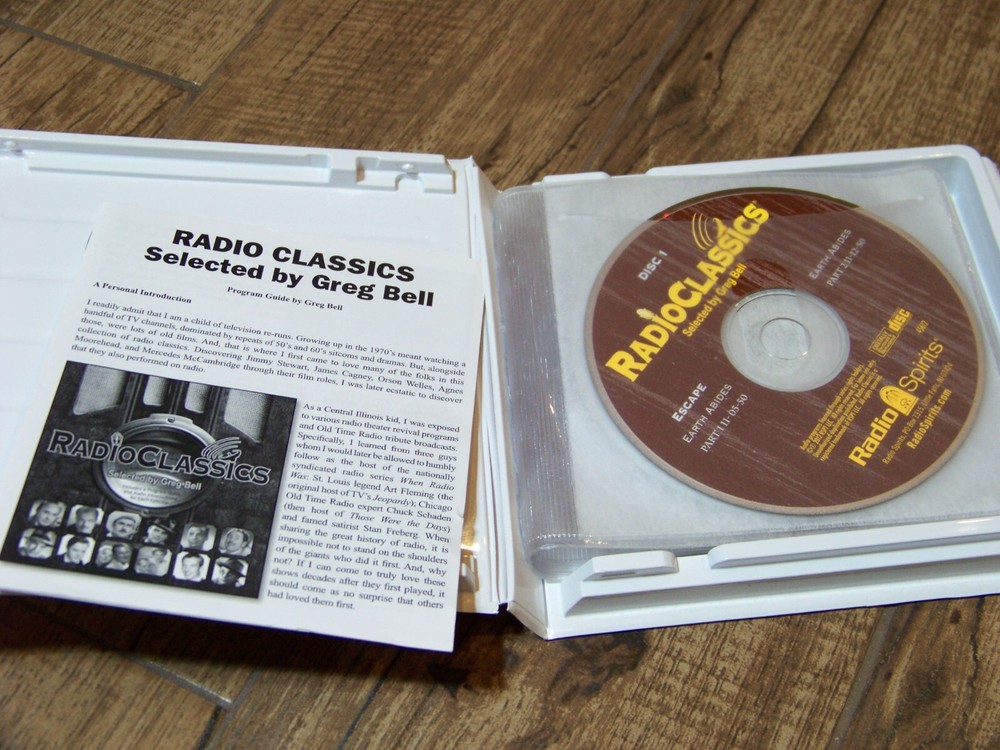 RADIO CLASSICS
Selected by Greg Bell
Program Guide by Greg Bell
A Personal Introduction
I readily admit that I am a child of television re-runs. Growing up in the 1970's meant watching a
handful of TV channels, dominated by repeats of 50's and 60's sitcoms and dramas. But, alongside
those, were lots of old films. And, that is where I first came to love many of the folks in this
collection of radio classics. Discovering Jimmy Stewart, James Cagney, Orson Welles, Agnes
Moorehead, and Mercedes McCambridge through their film roles, I was later ecstatic to discover
that they also performed on radio.
As a Central Illinois kid, I was exposed
to various radio theater revival programs
and Old Time Radio tribute broadcasts.
Specifically, I learned from three guys
whom I would later be allowed to humbly
follow as the host of the nationally
syndicated radio series When Radio
Was: St. Louis legend Art Fleming (the
original host of TV's Jeopardy); Chicago
Old Time Radio expert Chuck Schaden
(then host of Those Were the Days)
and famed satirist Stan Freberg. When
sharing the great history of radio, it is
impossible not to stand on the shoulders
of the giants who did it first. And, why
not? If I can come to truly love these
shows decades after they first played, it
should come as no surprise that others
had loved them first.
RADIOCLASSICS
Selected by Greg Bell
DISC 1
RADIOCLASSICS
Selected by Greg Bell
EARTH ABIDES
PART 2 11-12-50
ESCAPE
EARTH ABIDES
PART 1 11-05-50
disc
Radio Spirits
RadioSpirits.com